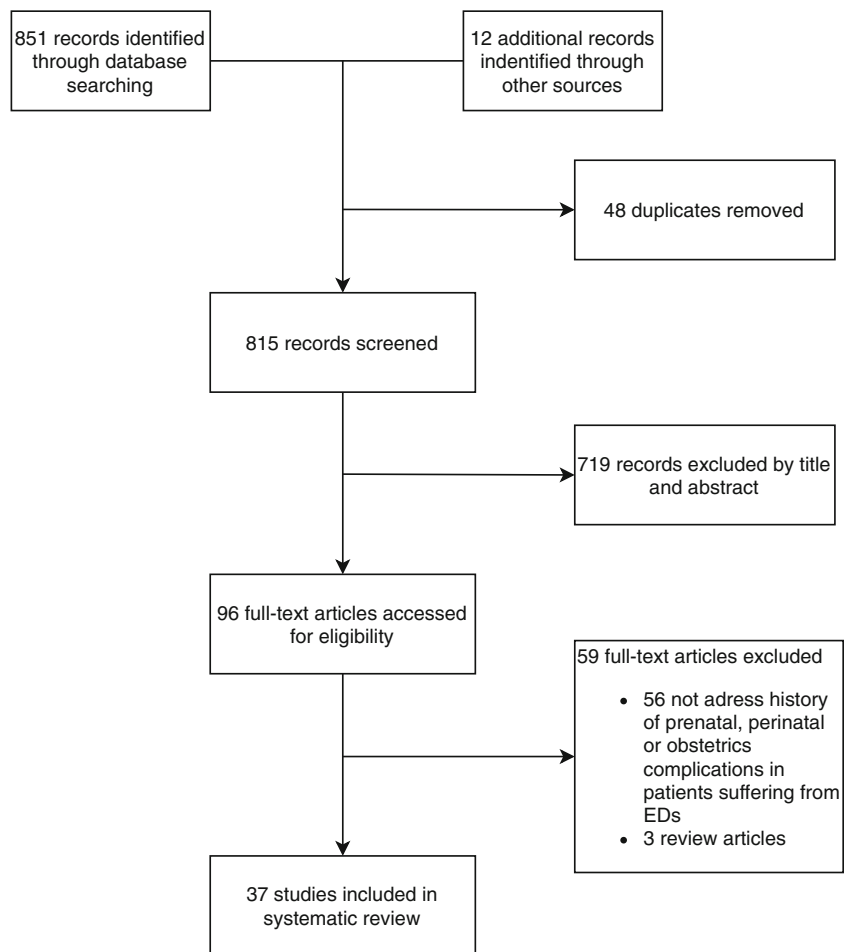 851 records identified
through database
searching
12 additional records
indentified through
other sources
48 duplicates removed
815 records screened
719 records excluded by title
and abstract
96 full-text articles accessed
for eligibility
59 full-text articles excluded
• 56 not adress history
of prenatal, perinatal
or obstetrics
complications in
patients suffering from
EDs
• 3 review articles
37 studies included in
systematic review